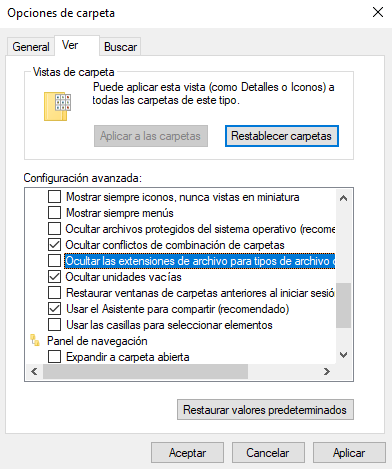 Opciones de carpeta
General Ver Buscar
Vistas de carpeta
Puede aplicar esta vista (como Detalles o Iconos) a
todas las carpetas de este tipo.
Aplicar a las carpetas Restablecer carpetas
Configuración avanzada:
Mostrar siempre iconos, nunca vistas en miniatura
Mostrar siempre menús
Ocultar archivos protegidos del sistema operativo (recome
Ocultar conflictos de combinación de carpetas
Ocultar las extensiones de archivo para tipos de archivo
Ocultar unidades vacías
Restaurar ventanas de carpetas anteriores al iniciar sesió
Usar el Asistente para compartir (recomendado)
Usar las casillas para seleccionar elementos
Panel de navegación
Expandir a carpeta abierta
Restaurar valores predeterminados
Aceptar Cancelar Aplicar